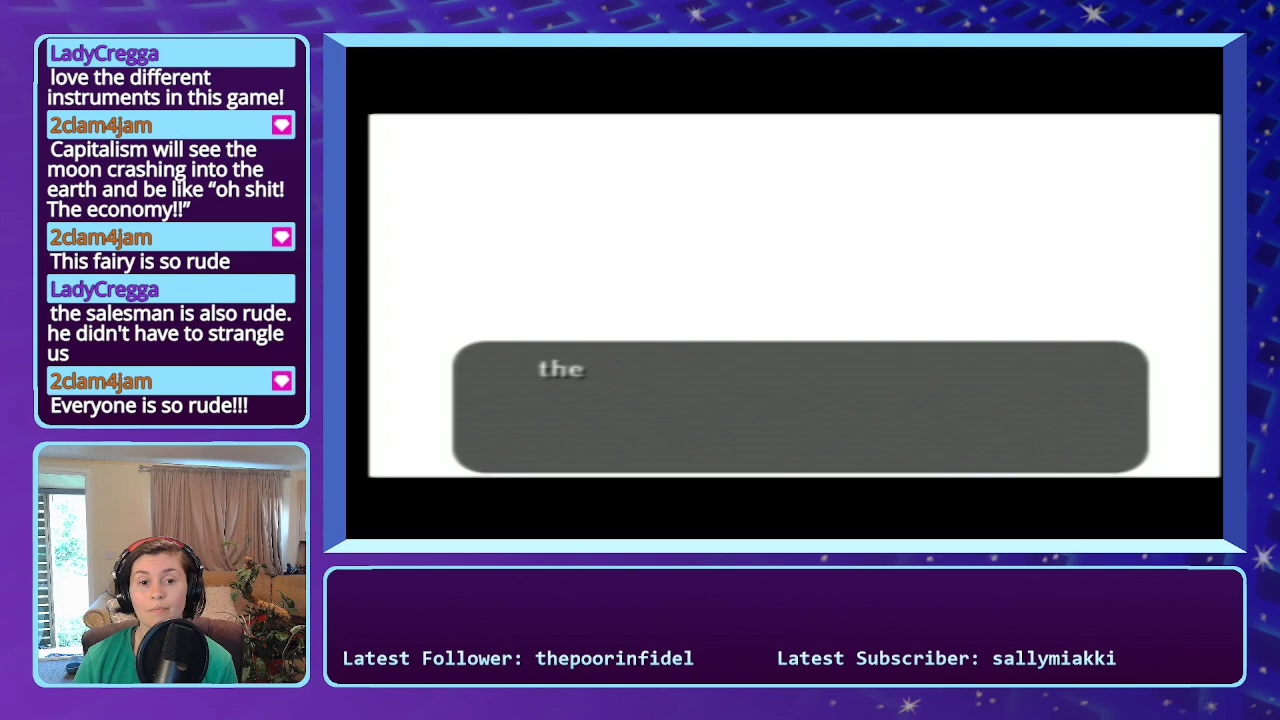 LadyCregga
love the different
instruments in this game!
2clam4jam
Capitalism will see the
moon crashing into the
earth and be like “oh shit!
The economy!!”
2clam4jam
This fairy is so rude
LadyCregga
the salesman is also rude.
he didn't have to strangle
us
2clam4jam
Everyone is so rude!!!
the
Latest Follower: thepoorinfidel
Latest Subscriber: sallymiakki